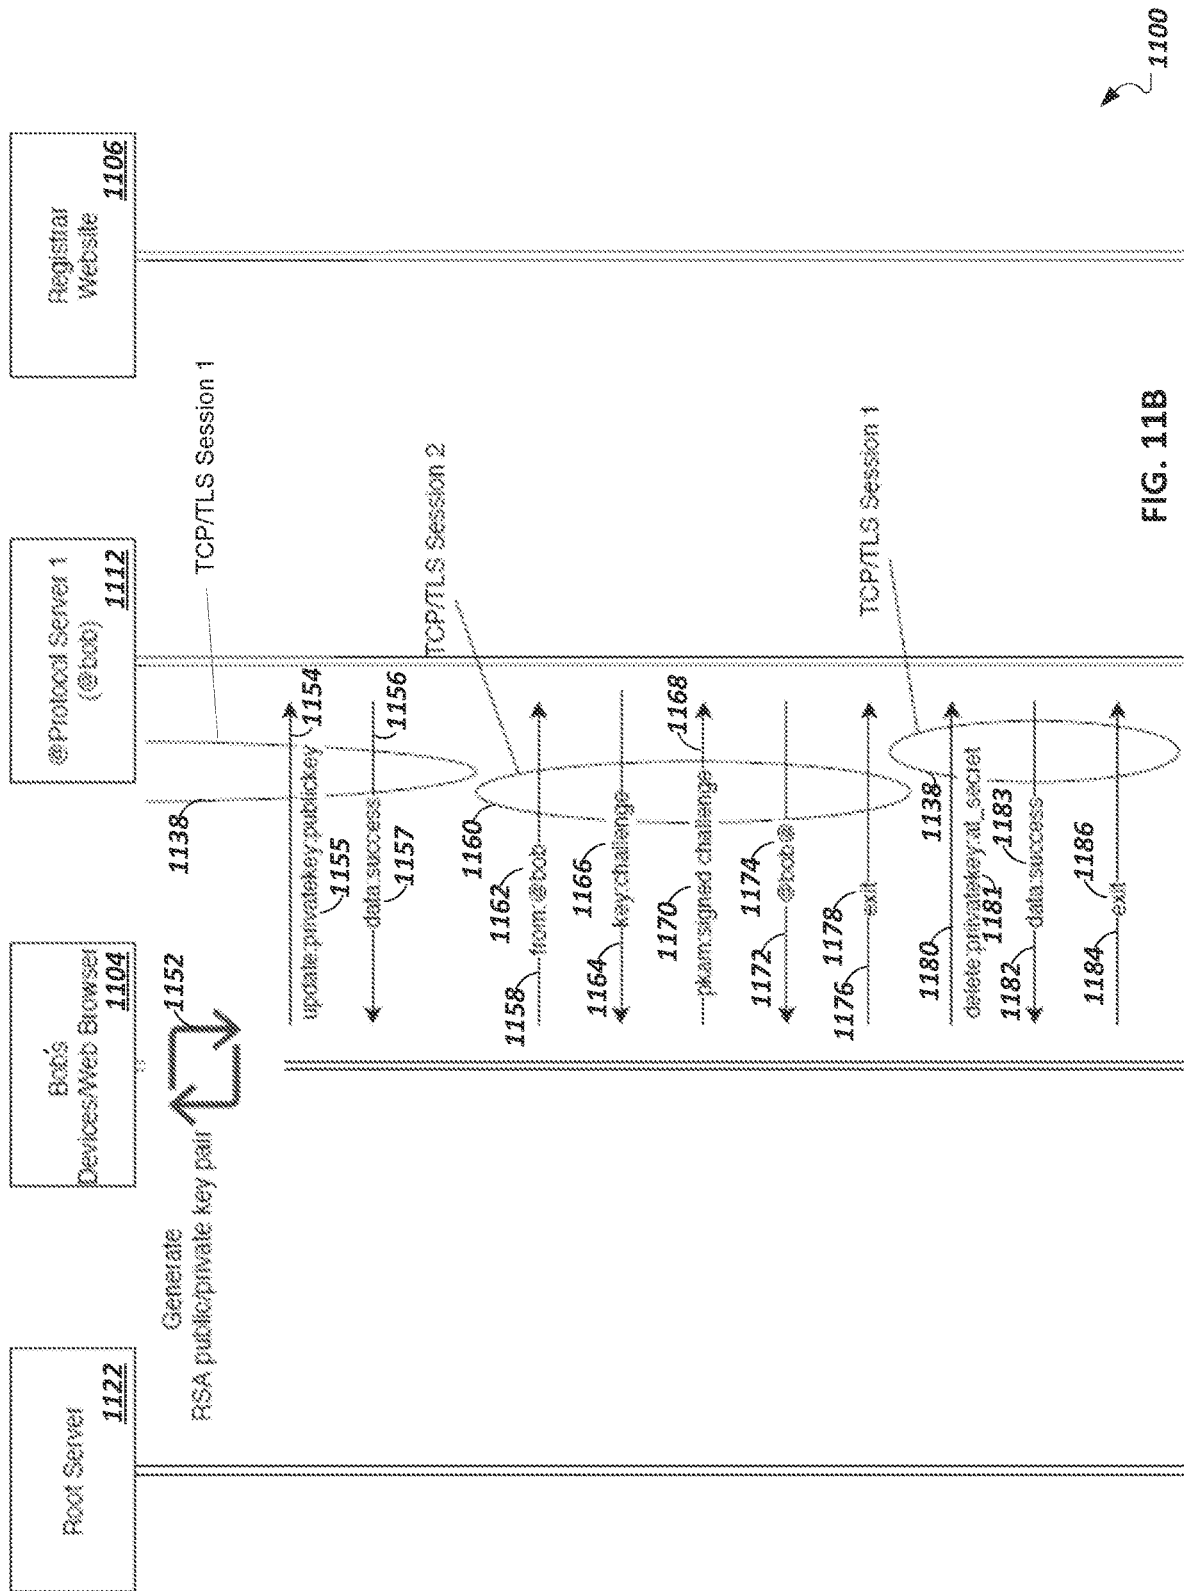 Root Server
1122
Bob's
Devices/Web Browser
1104
@Protocol Server 1
(@bob)
1112
Registrar
Website
1106
Generate
RSA public/private key pair
1152
1138
TCP/TLS Session 1
1154
update:privatekey:publickey
1155
1156
data:success
1157
1160
TCP/TLS Session 2
1158
from:@bob
1162
1164
key:challenge
1166
1168
pkam:signed challenge
1170
1172
@bob@
1174
1176
exit
1178
TCP/TLS Session 1
1138
1180
delete:privatekey:at_secret
1181
1182
data:success
1183
1184
exit
1186
FIG. 11B
1100